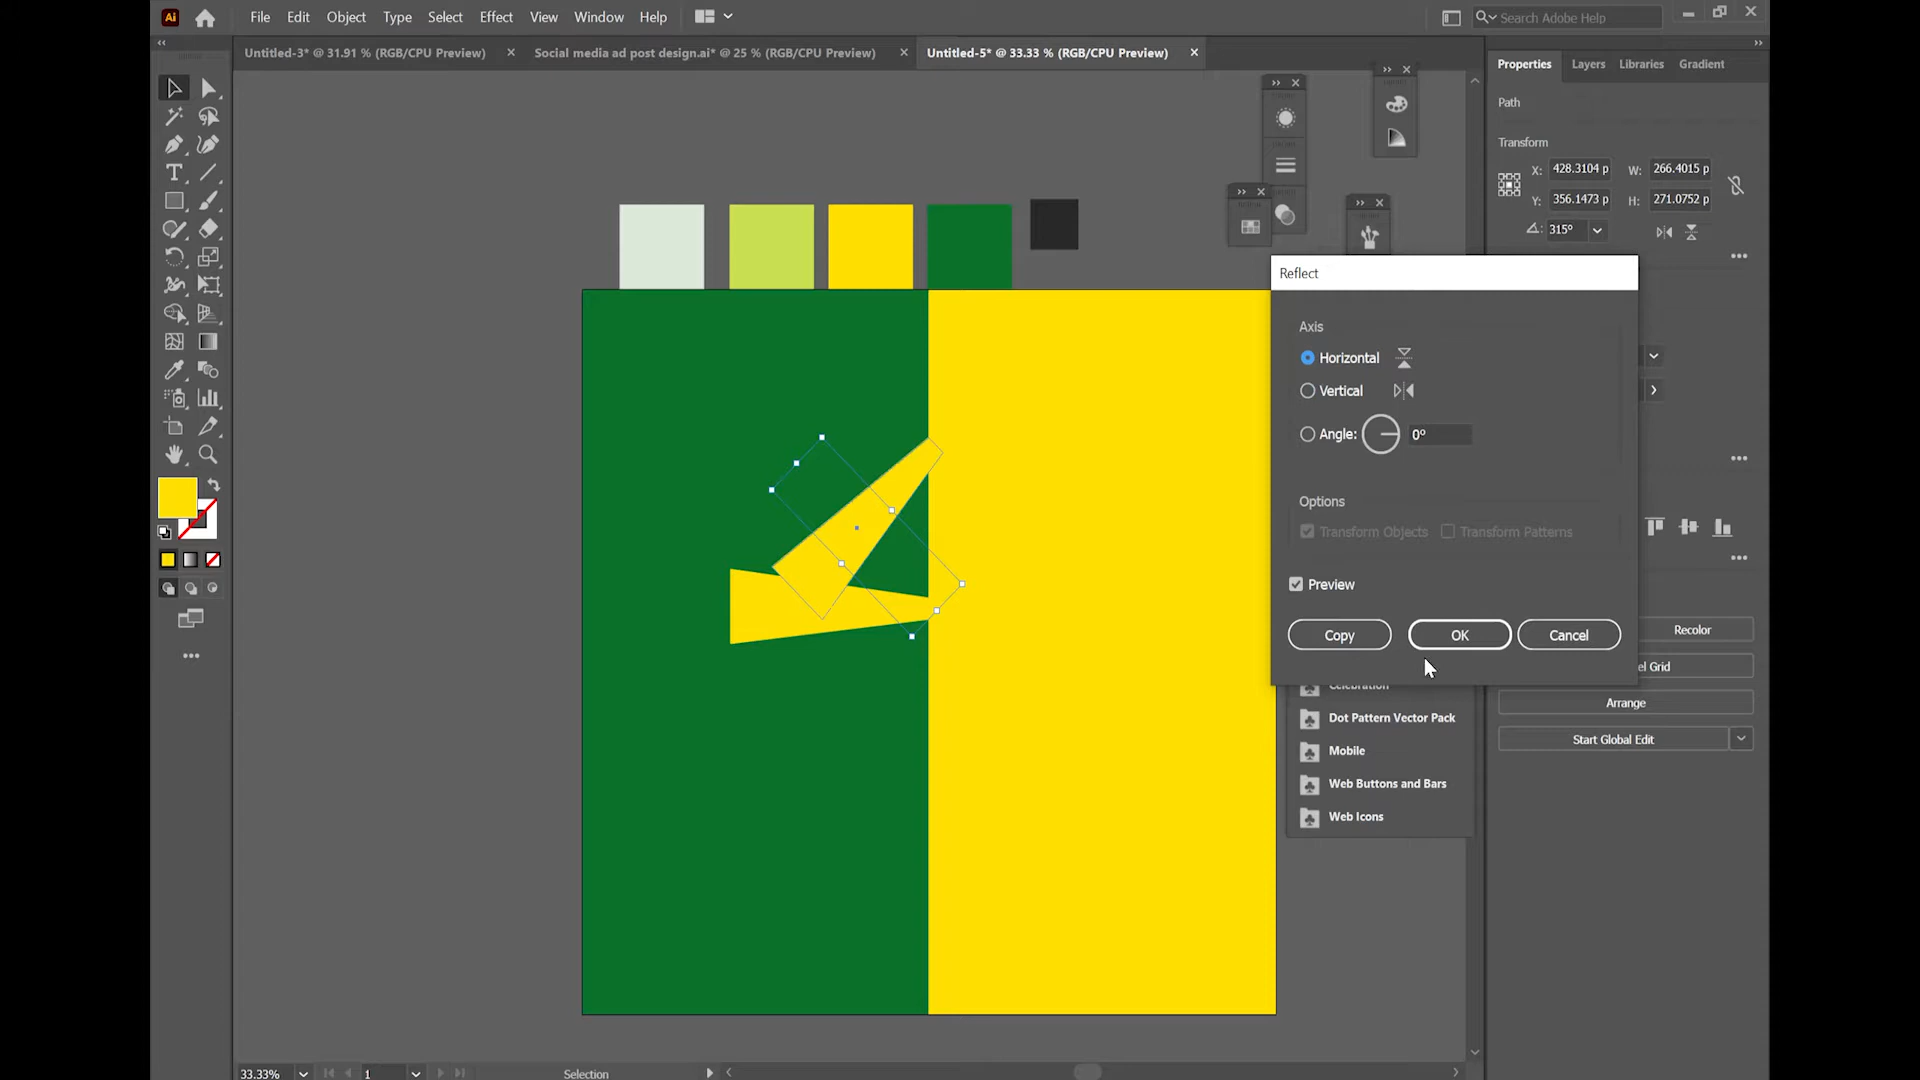 Ai
File Edit Object Type Select Effect View Window Help
Search Adobe Help
Untitled-3* @ 31.91 % (RGB/CPU Preview)
Social media ad post design.ai* @ 25 % (RGB/CPU Preview)
Untitled-5* @ 33.33 % (RGB/CPU Preview)
Properties Layers Libraries Gradient
Path
Transform
X: 428.3104 p W: 266.4015 p
Y: 356.1473 p H: 271.0752 p
315°
Reflect
Axis
Horizontal
Vertical
Angle: 0°
Options
Transform Objects Transform Patterns
Preview
Copy OK Cancel
Recolor
el Grid
Celebration
Arrange
Dot Pattern Vector Pack
Start Global Edit
Mobile
Web Buttons and Bars
Web Icons
33.33% 1 Selection